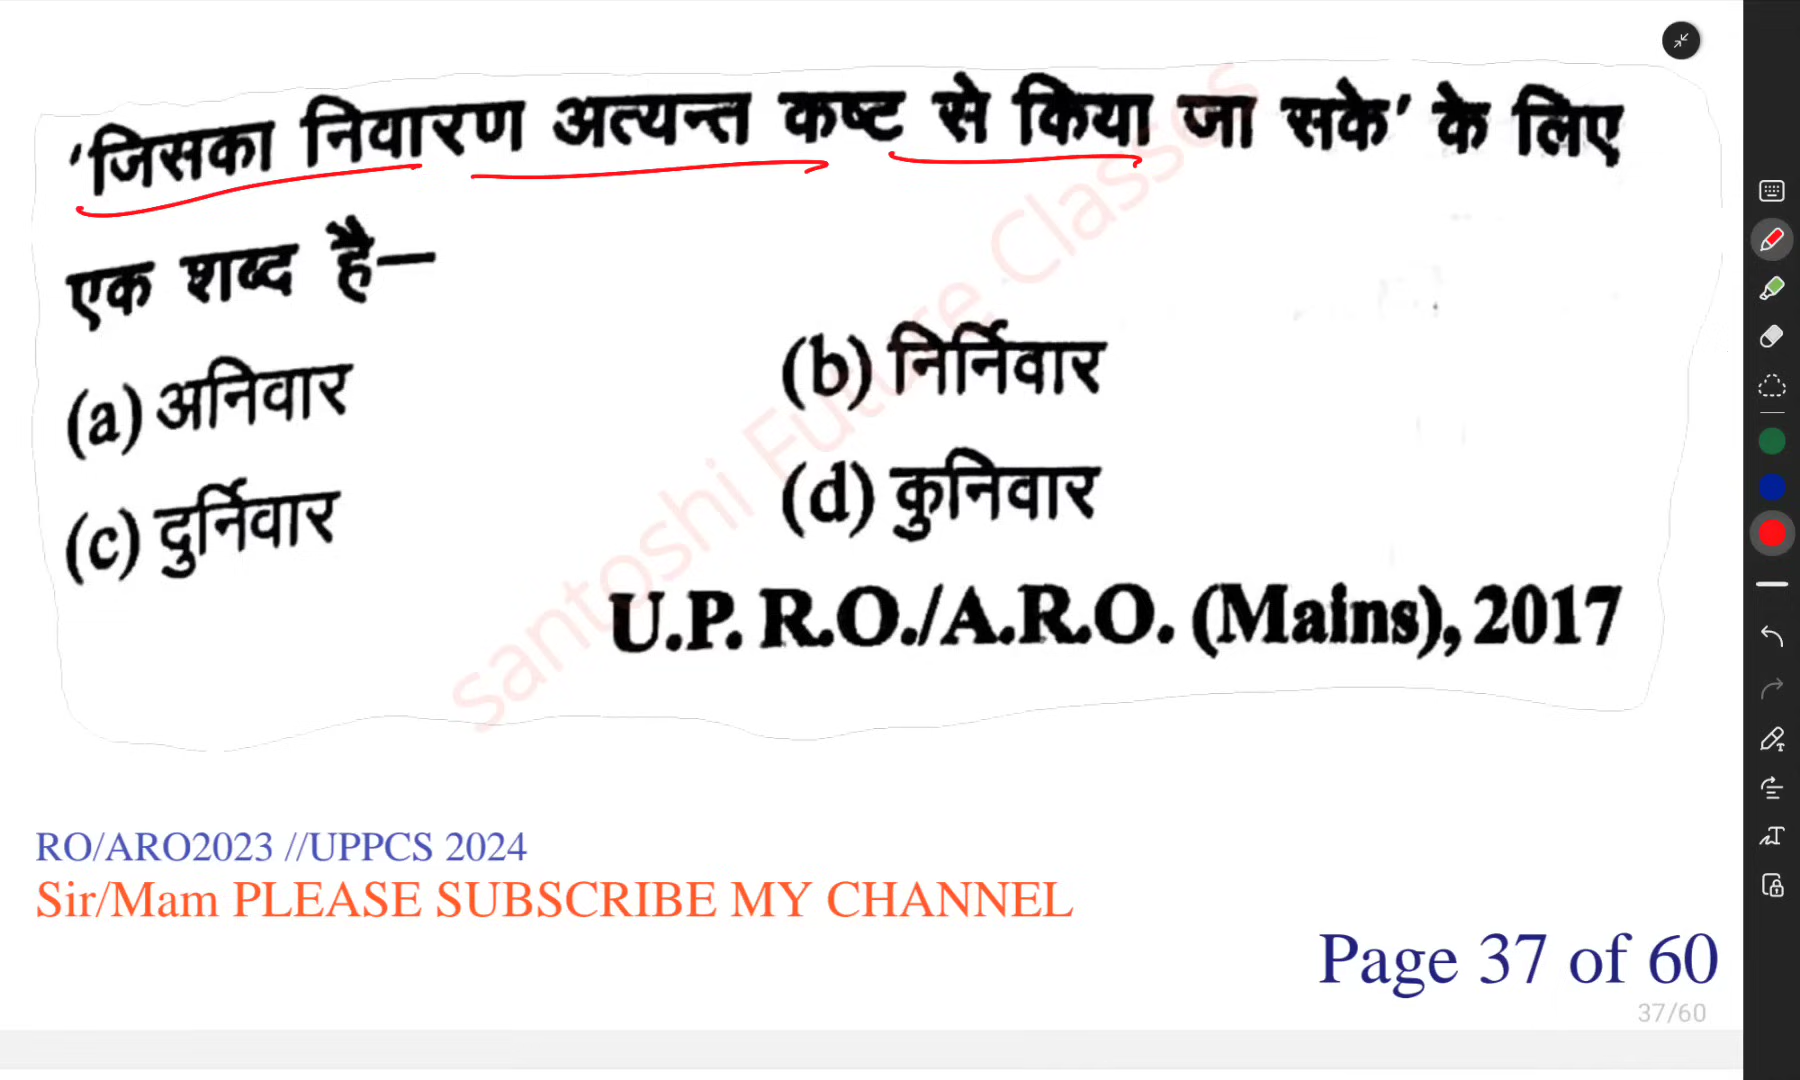 'जिसका निवारण अत्यन्त कष्ट से किया जा सके' के लिए
एक शब्द है—
(a) अनिवार
(b) निर्निवार
(c) दुर्निवार
(d) कुनिवार
U.P. R.O./A.R.O. (Mains), 2017
santoshi Future Classes
RO/ARO2023 //UPPCS 2024
Sir/Mam PLEASE SUBSCRIBE MY CHANNEL
Page 37 of 60
37/60